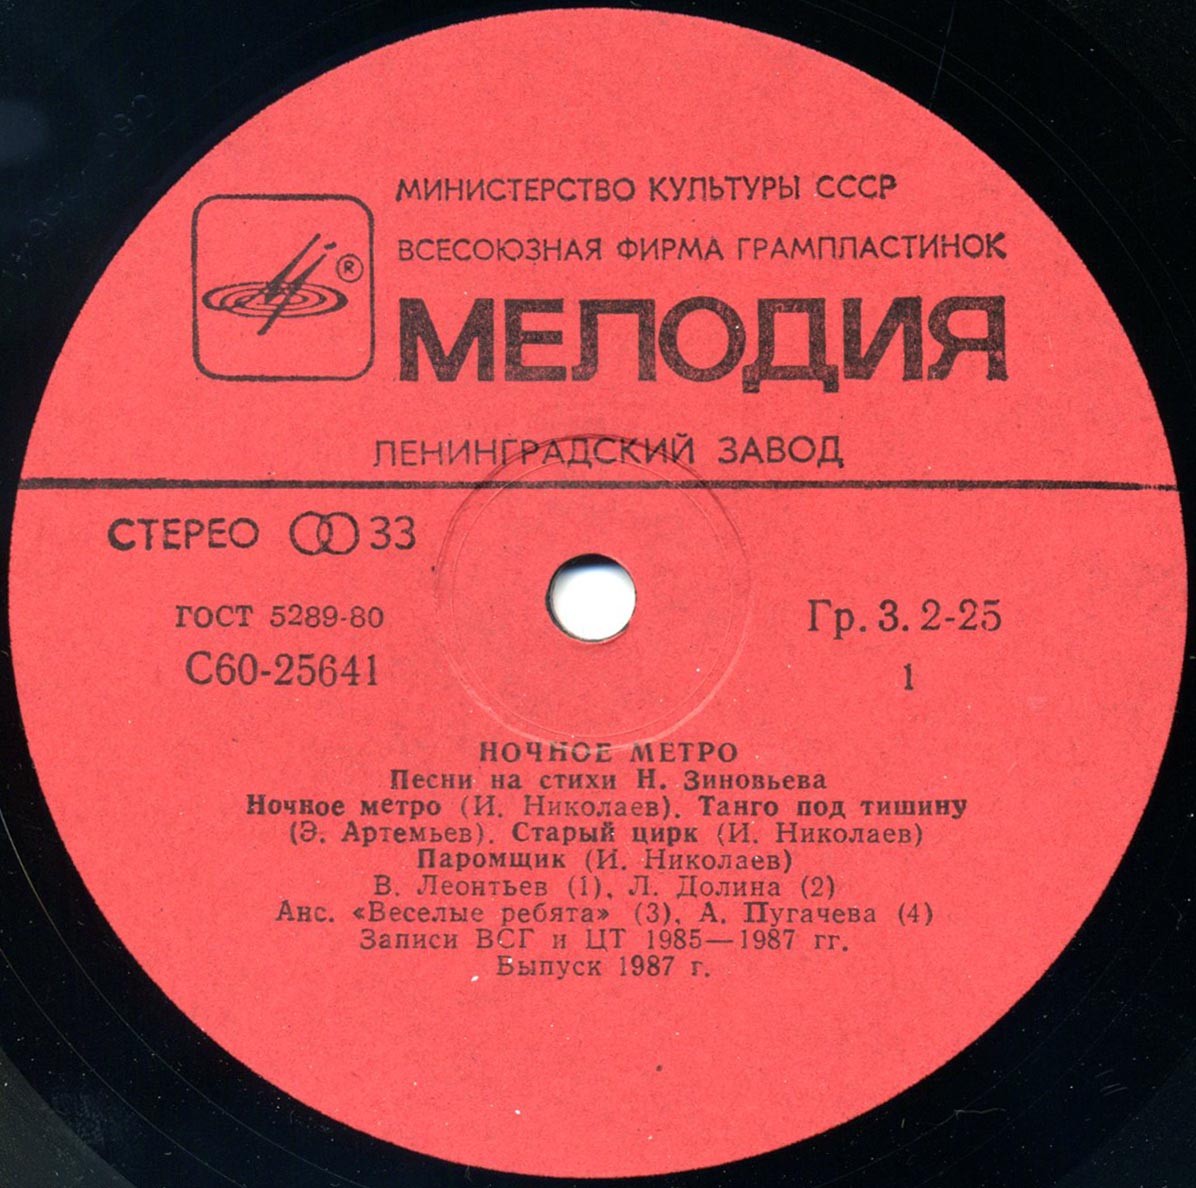 МИНИСТЕРСТВО КУЛЬТУРЫ СССР
ВСЕСОЮЗНАЯ ФИРМА ГРАМПЛАСТИНОК
®
МЕЛОДИЯ
ЛЕНИНГРАДСКИЙ ЗАВОД
СТЕРЕО 33
ГОСТ 5289-80
С60-25641
Гр. 3. 2-25
1
НОЧНОЕ МЕТРО
Песни на стихи Н. Зиновьева
Ночное метро (И. Николаев). Танго под тишину
(Э. Артемьев). Старый цирк (И. Николаев)
Паромщик (И. Николаев)
В. Леонтьев (1), Л. Долина (2)
Анс. «Веселые ребята» (3), А. Пугачева (4)
Записи ВСГ и ЦТ 1985—1987 гг.
Выпуск 1987 г.